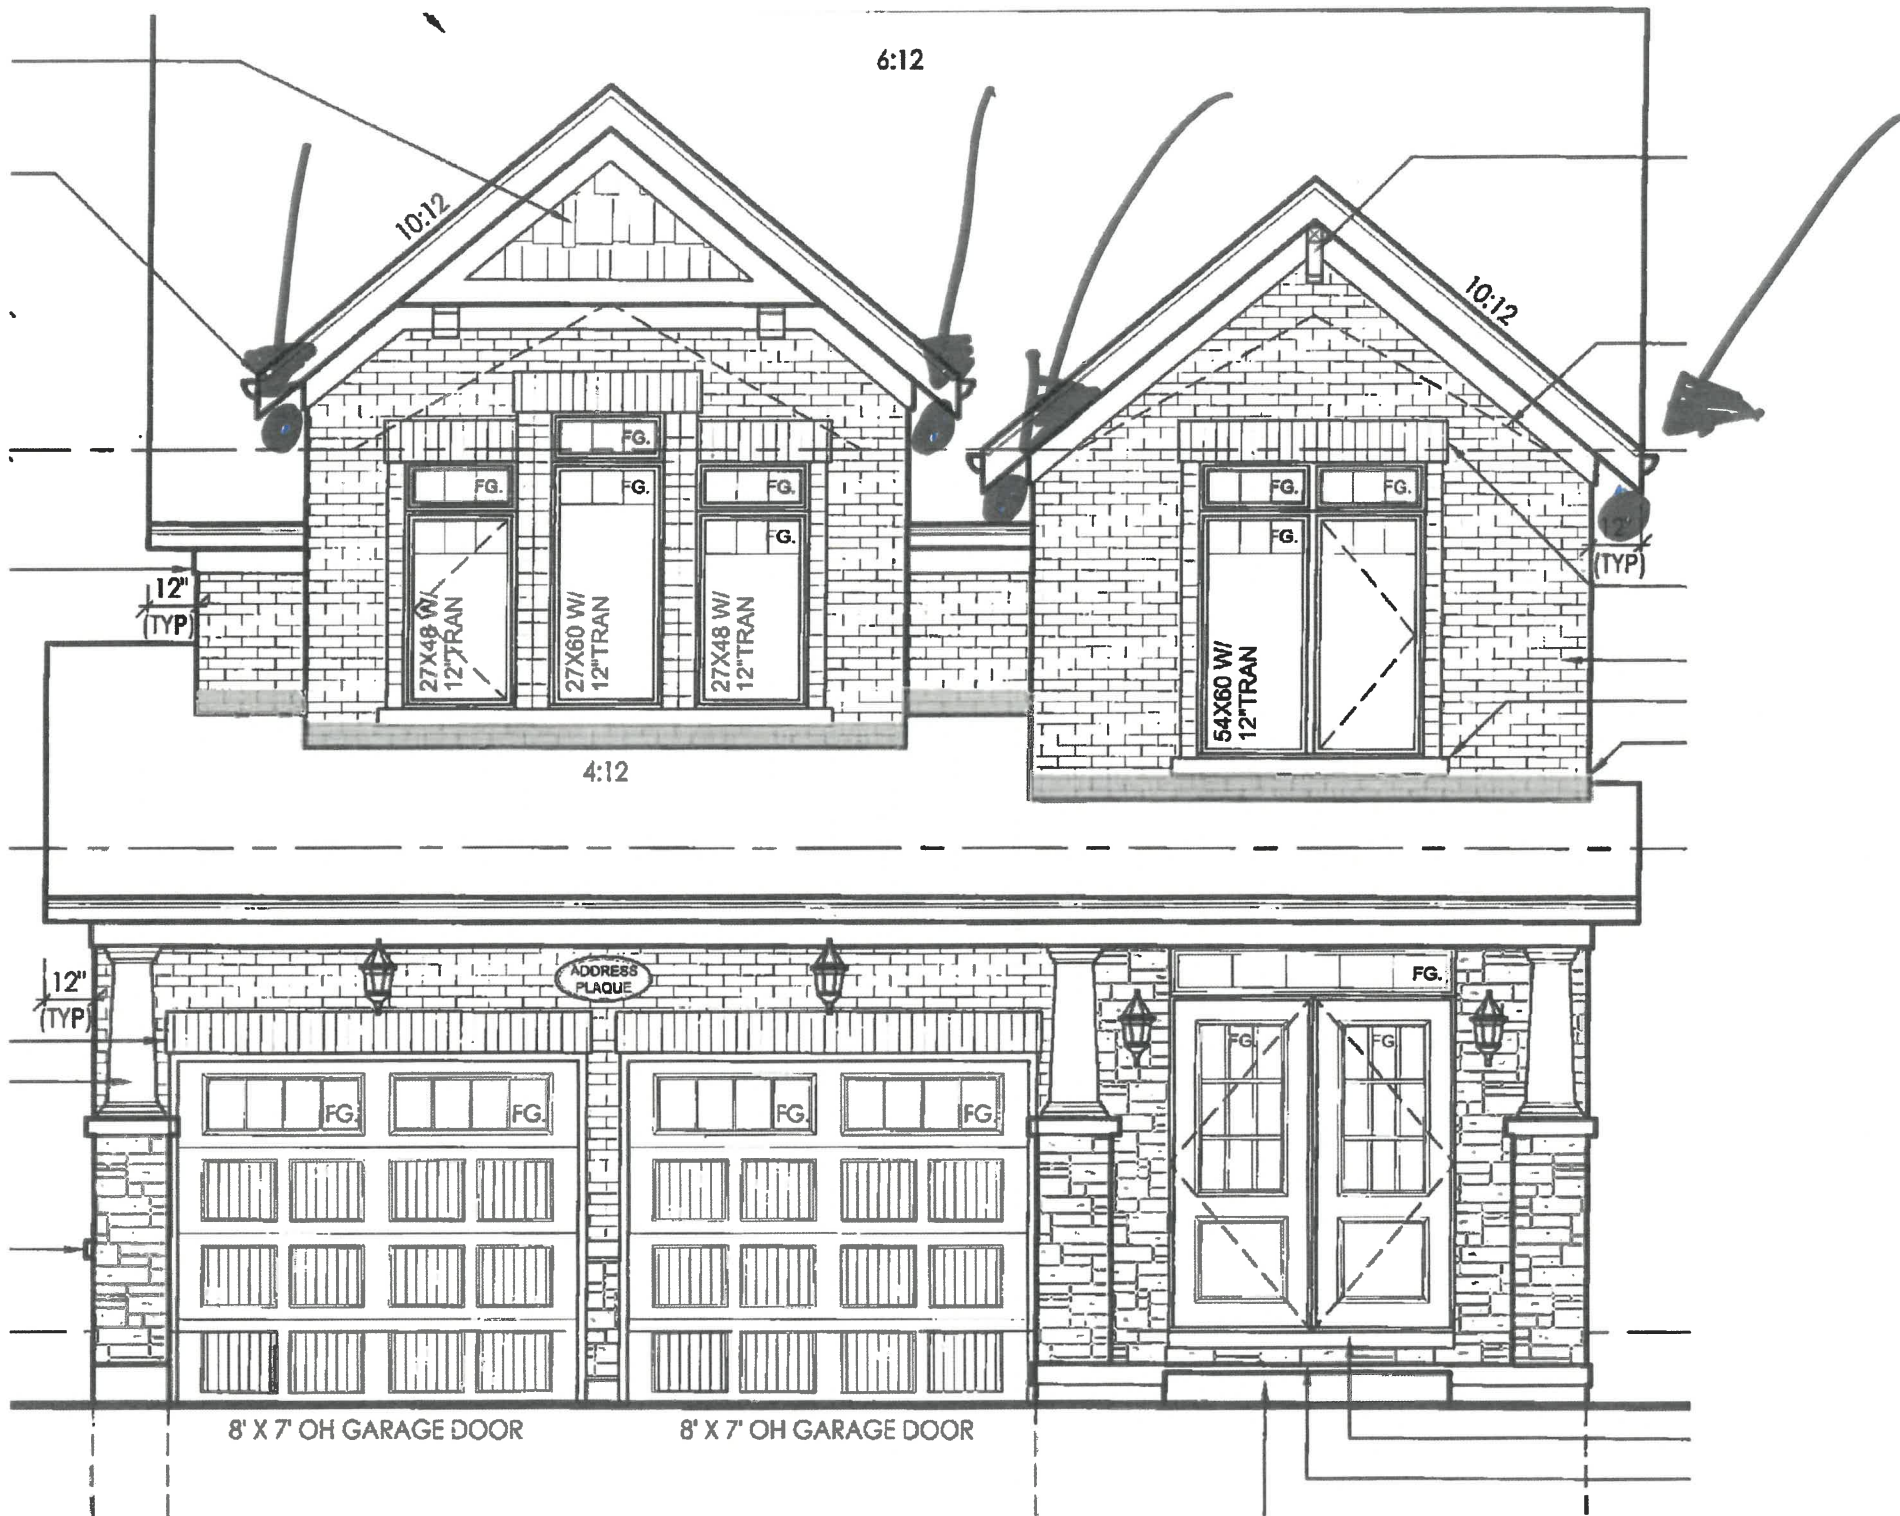 6:12
10:12
10:12
FG.
FG.
FG.
FG.
FG.
FG.
FG.
FG.
12"
(TYP)
12"
(TYP)
27X48 W/
12"TRAN
27X60 W/
12"TRAN
27X48 W/
12"TRAN
54X60 W/
12"TRAN
4:12
ADDRESS
PLAQUE
FG.
12"
(TYP)
FG.
FG.
FG.
FG.
FG.
FG.
8' X 7' OH GARAGE DOOR
8' X 7' OH GARAGE DOOR